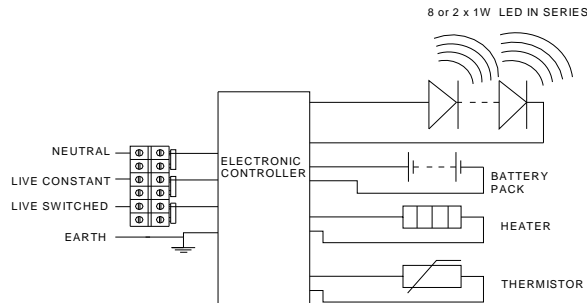 8 or 2 x 1W LED IN SERIES
NEUTRAL
LIVE CONSTANT
LIVE SWITCHED
EARTH
ELECTRONIC
CONTROLLER
BATTERY
PACK
HEATER
THERMISTOR